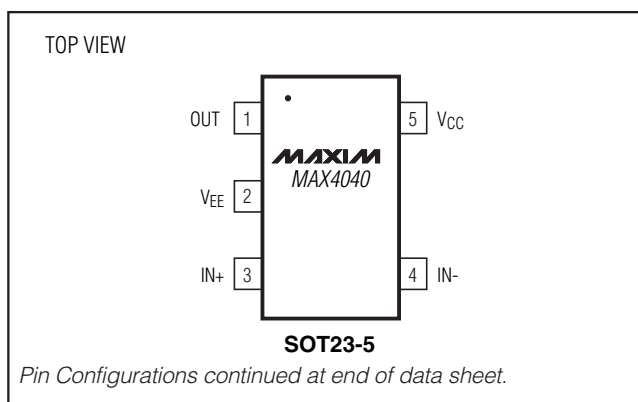 TOP VIEW
OUT 1
5 VCC
MAXIM
MAX4040
VEE 2
IN+ 3
4 IN-
SOT23-5
Pin Configurations continued at end of data sheet.